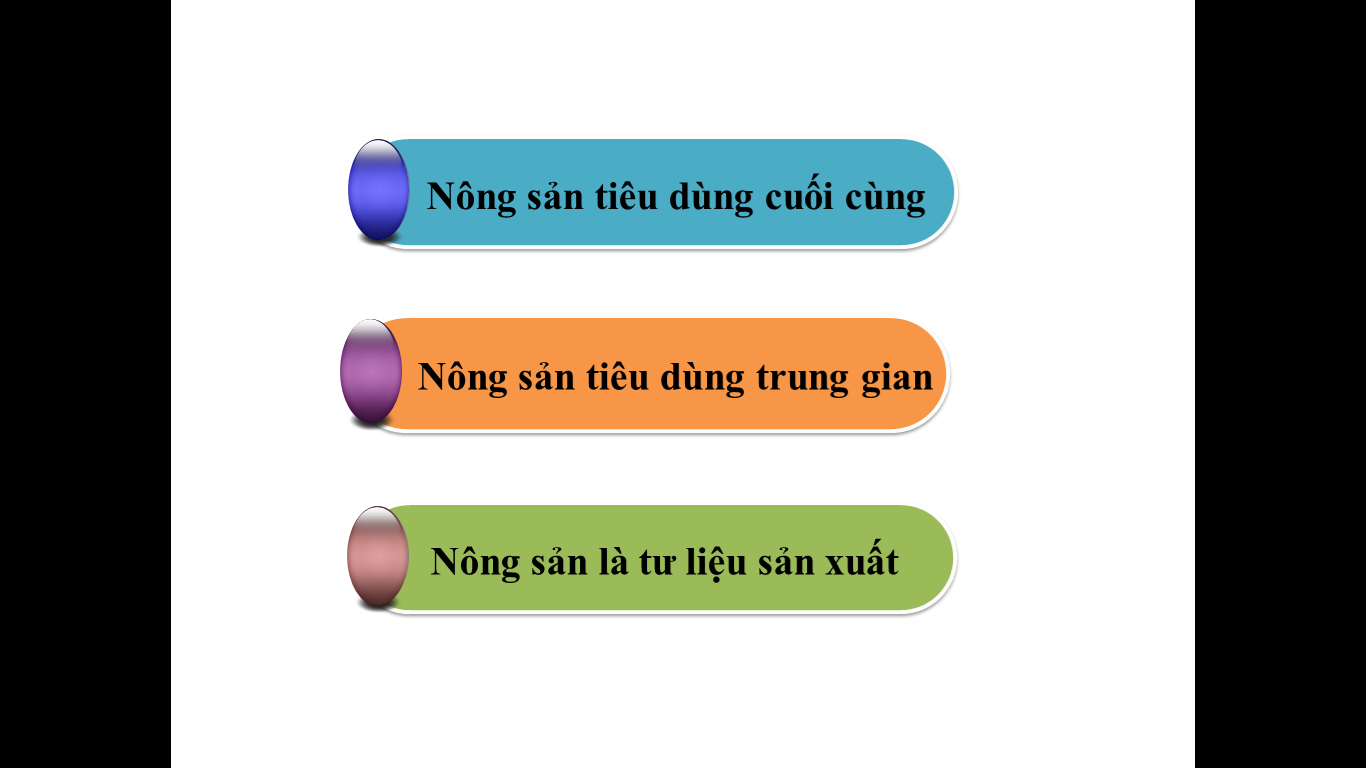 Nông sản tiêu dùng cuối cùng
Nông sản tiêu dùng trung gian
Nông sản là tư liệu sản xuất